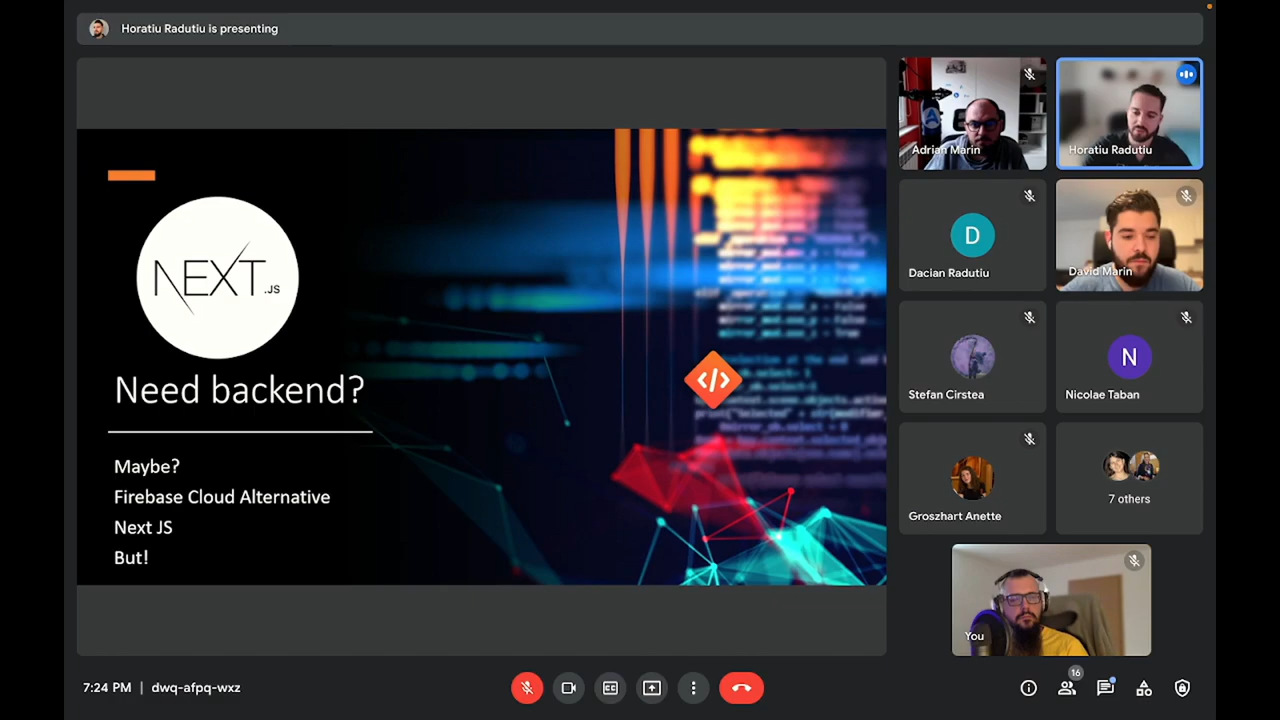 Horatiu Radutiu is presenting
NEXT.JS
Need backend?
Maybe?
Firebase Cloud Alternative
Next JS
But!
Adrian Marin
Horatiu Radutiu
D
Dacian Radutiu
David Marin
Stefan Cirstea
N
Nicolae Taban
Groszhart Anette
7 others
You
7:24 PM | dwq-afpq-wxz
CC
16